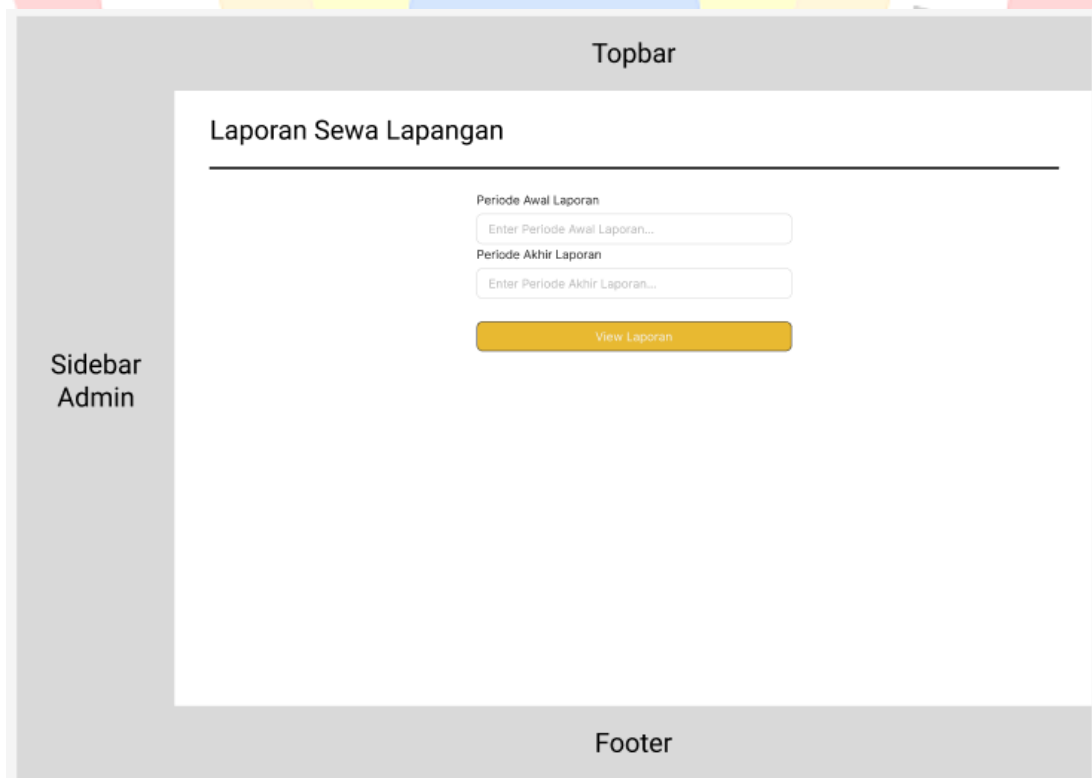 Topbar
Laporan Sewa Lapangan
Periode Awal Laporan
Enter Periode Awal Laporan...
Periode Akhir Laporan
Enter Periode Akhir Laporan...
View Laporan
Sidebar
Admin
Footer